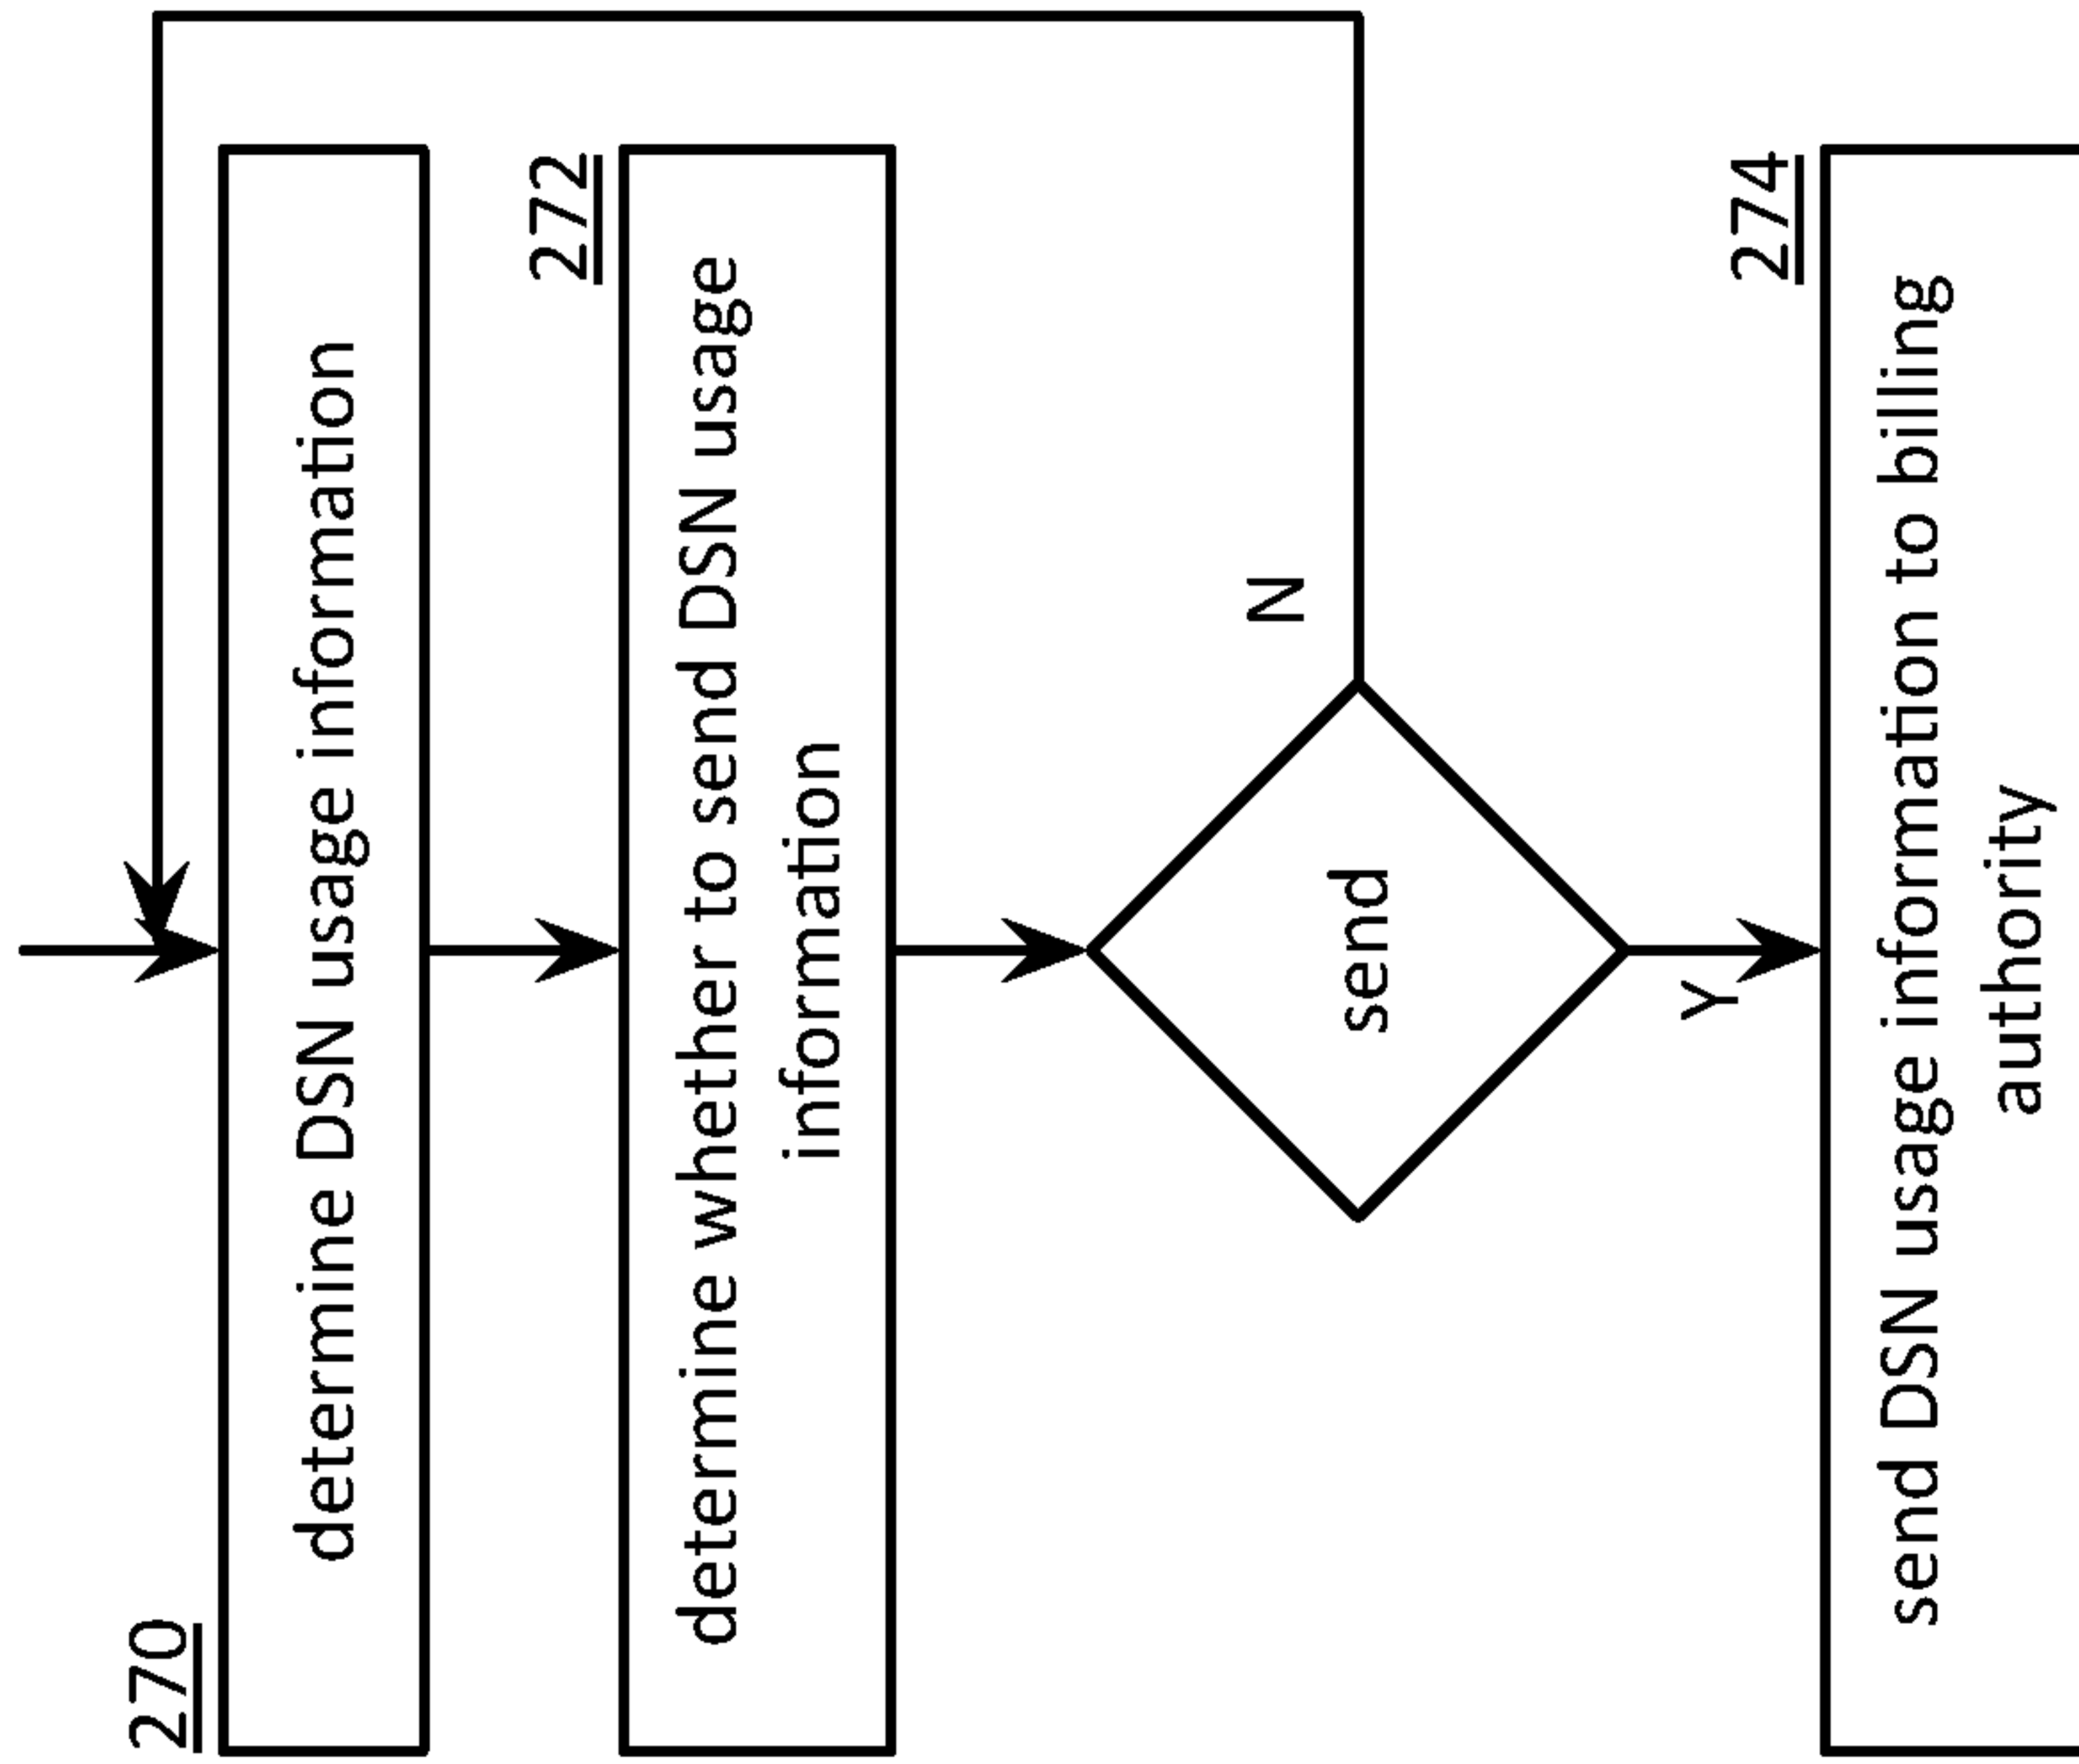 270
determine DSN usage information
272
determine whether to send DSN usage
information
send
N
Y
274
send DSN usage information to billing
authority